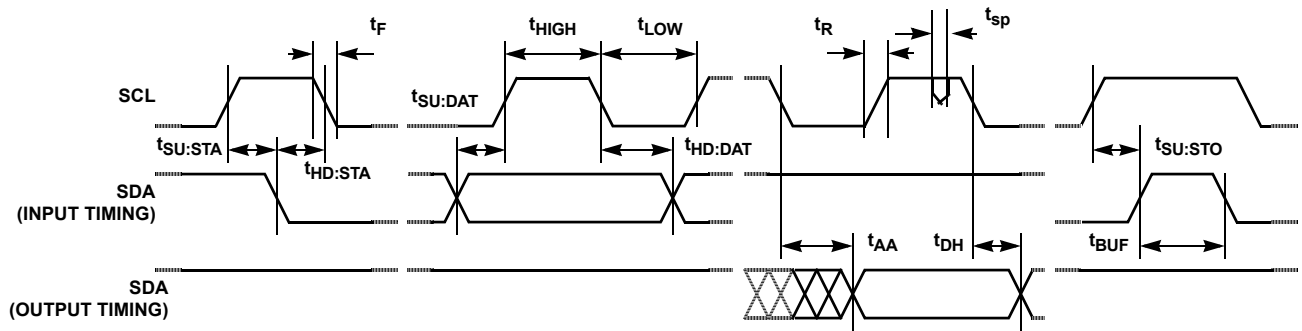 tF
tHIGH
tLOW
tR
tsp
SCL
tSU:DAT
tSU:STA
tHD:STA
tHD:DAT
tSU:STO
SDA
(INPUT TIMING)
tAA
tDH
tBUF
SDA
(OUTPUT TIMING)